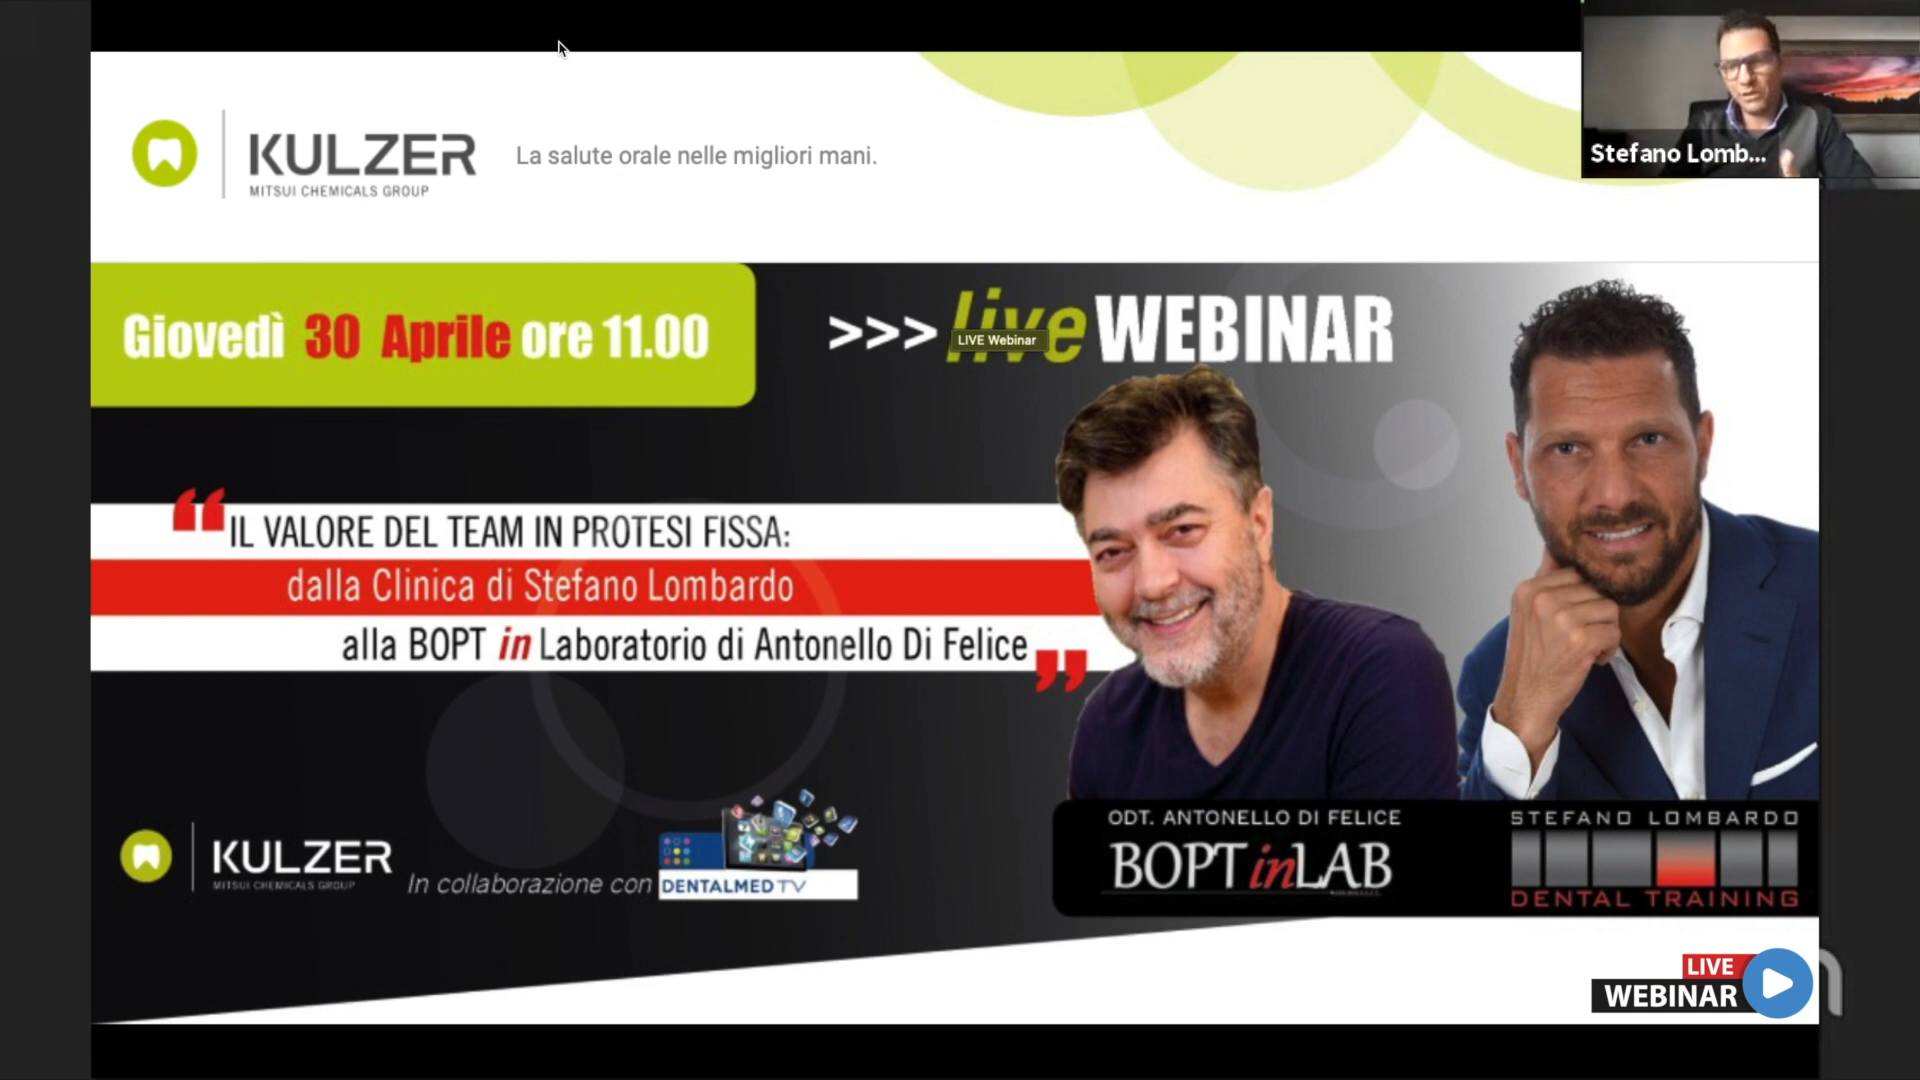 KULZER
MITSUI CHEMICALS GROUP
La salute orale nelle migliori mani.
Stefano Lomb...
Giovedì 30 Aprile ore 11.00
>>> live WEBINAR
LIVE Webinar
“IL VALORE DEL TEAM IN PROTESI FISSA:
dalla Clinica di Stefano Lombardo
alla BOPT in Laboratorio di Antonello Di Felice”
KULZER
MITSUI CHEMICALS GROUP
In collaborazione con
DENTALMED TV
ODT. ANTONELLO DI FELICE
BOPT inLAB
STEFANO LOMBARDO
DENTAL TRAINING
LIVE
WEBINAR